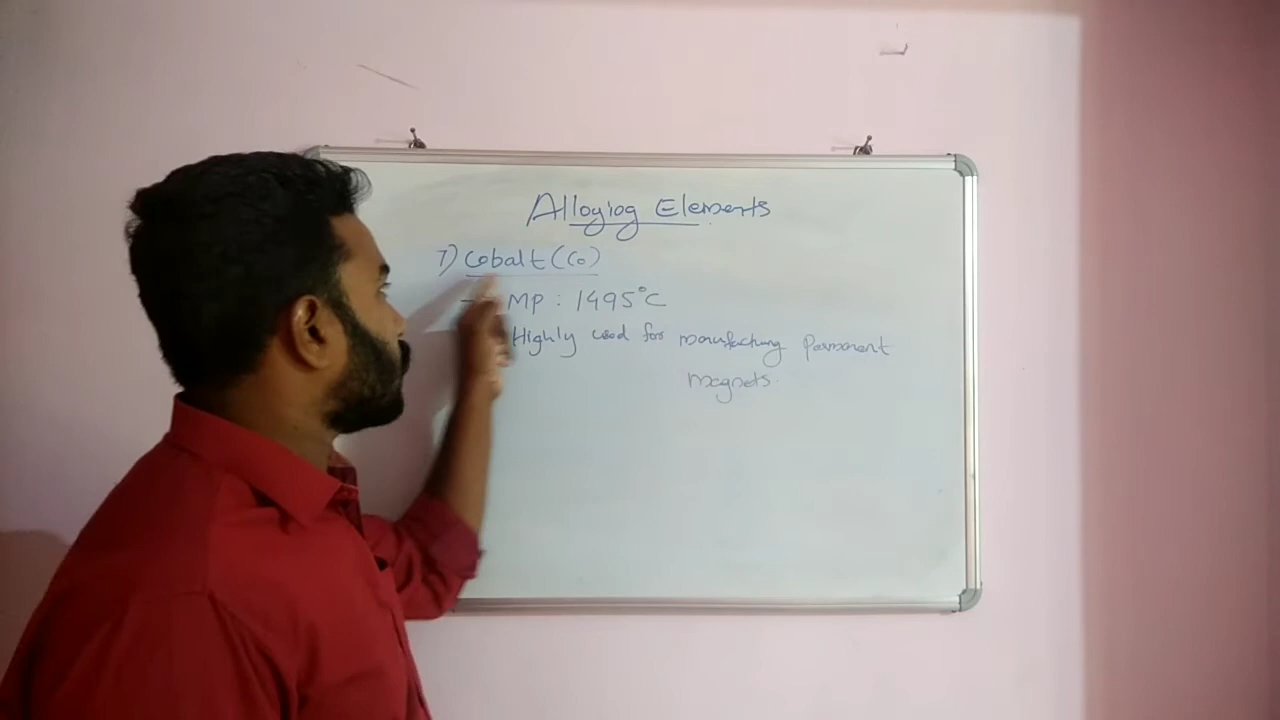 Alloying Elements
7) Cobalt (Co)
→ MP : 1495°C
Highly used for manufacturing Permanent
magnets.